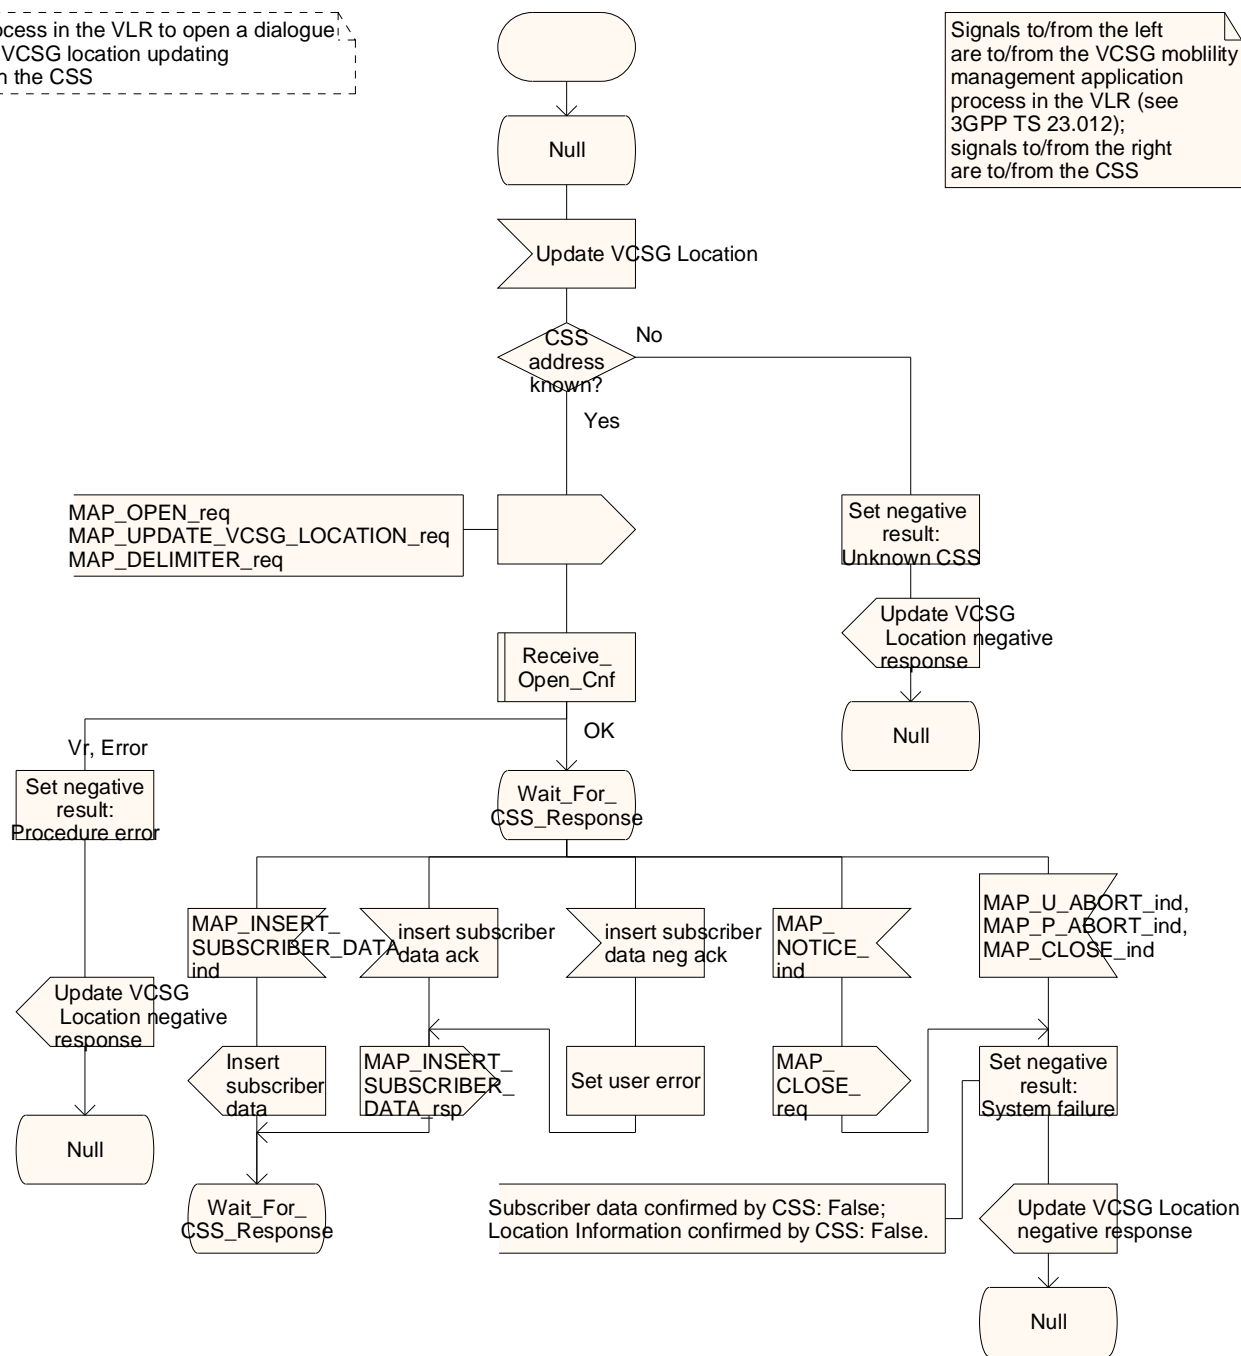 to open a dialogue
VCSG location updating
the CSS
Signals to/from the left
are to/from the VCSG moblility
management application
process in the VLR (see
3GPP TS 23.012);
signals to/from the right
are to/from the CSS
Null
Update VCSG Location
CSS
address
known?
No
Yes
MAP_OPEN_req
MAP_UPDATE_VCSG_LOCATION_req
MAP_DELIMITER_req
Set negative
result:
Unknown CSS
Update VCSG
Location negative
response
Null
Receive_
Open_Cnf
OK
Vr, Error
Set negative
result:
Procedure error
Wait_For_
CSS_Response
MAP_INSERT_
SUBSCRIBER_DATA
ind
insert subscriber
data ack
insert subscriber
data neg ack
MAP_
NOTICE_
ind
MAP_U_ABORT_ind,
MAP_P_ABORT_ind,
MAP_CLOSE_ind
Update VCSG
Location negative
response
Insert
subscriber
data
MAP_INSERT_
SUBSCRIBER_
DATA_rsp
Set user error
MAP_
CLOSE_
req
Set negative
result:
System failure
Null
Wait_For_
CSS_Response
Subscriber data confirmed by CSS: False;
Location Information confirmed by CSS: False.
Update VCSG Location
negative response
Null